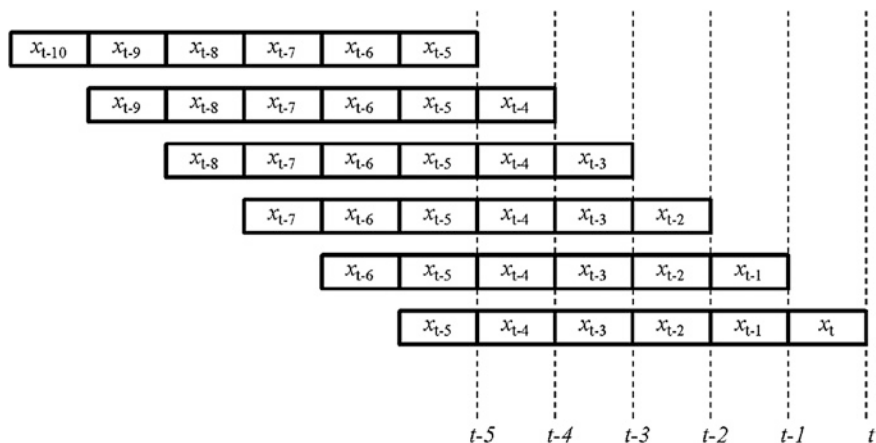 x_t-10 x_t-9 x_t-8 x_t-7 x_t-6 x_t-5
x_t-9 x_t-8 x_t-7 x_t-6 x_t-5 x_t-4
x_t-8 x_t-7 x_t-6 x_t-5 x_t-4 x_t-3
x_t-7 x_t-6 x_t-5 x_t-4 x_t-3 x_t-2
x_t-6 x_t-5 x_t-4 x_t-3 x_t-2 x_t-1
x_t-5 x_t-4 x_t-3 x_t-2 x_t-1 x_t
t-5 t-4 t-3 t-2 t-1 t